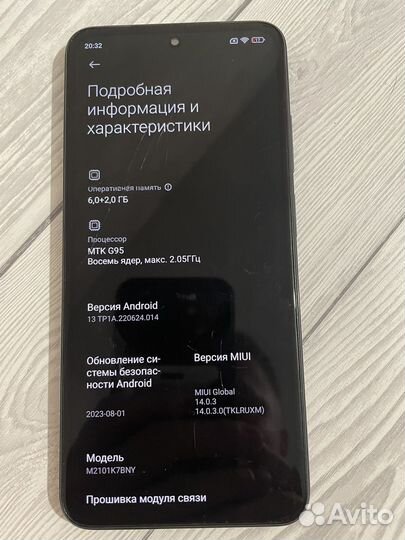 20:32
17
Подробная
информация и
характеристики
Оперативная память
6,0+2,0 ГБ
Процессор
MTK G95
Восемь ядер, макс. 2.05ГГц
Версия Android
13 TP1A.220624.014
Обновление си-
стемы безопас-
ности Android
2023-08-01
Версия MIUI
MIUI Global
14.0.3
14.0.3.0(TKLRUXM)
Модель
M2101K7BNY
Прошивка модуля связи
Avito